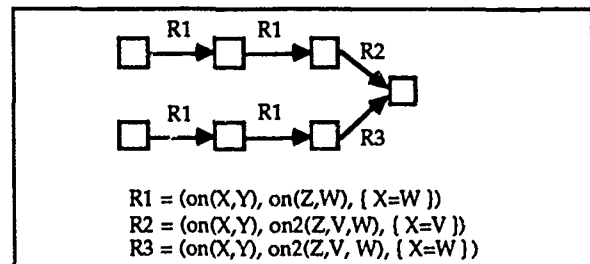 R1 R1
R2
R1 R1
R3
R1 = (on(X,Y), on(Z,W), { X=W })
R2 = (on(X,Y), on2(Z,V,W), { X=V })
R3 = (on(X,Y), on2(Z,V, W), { X=W })